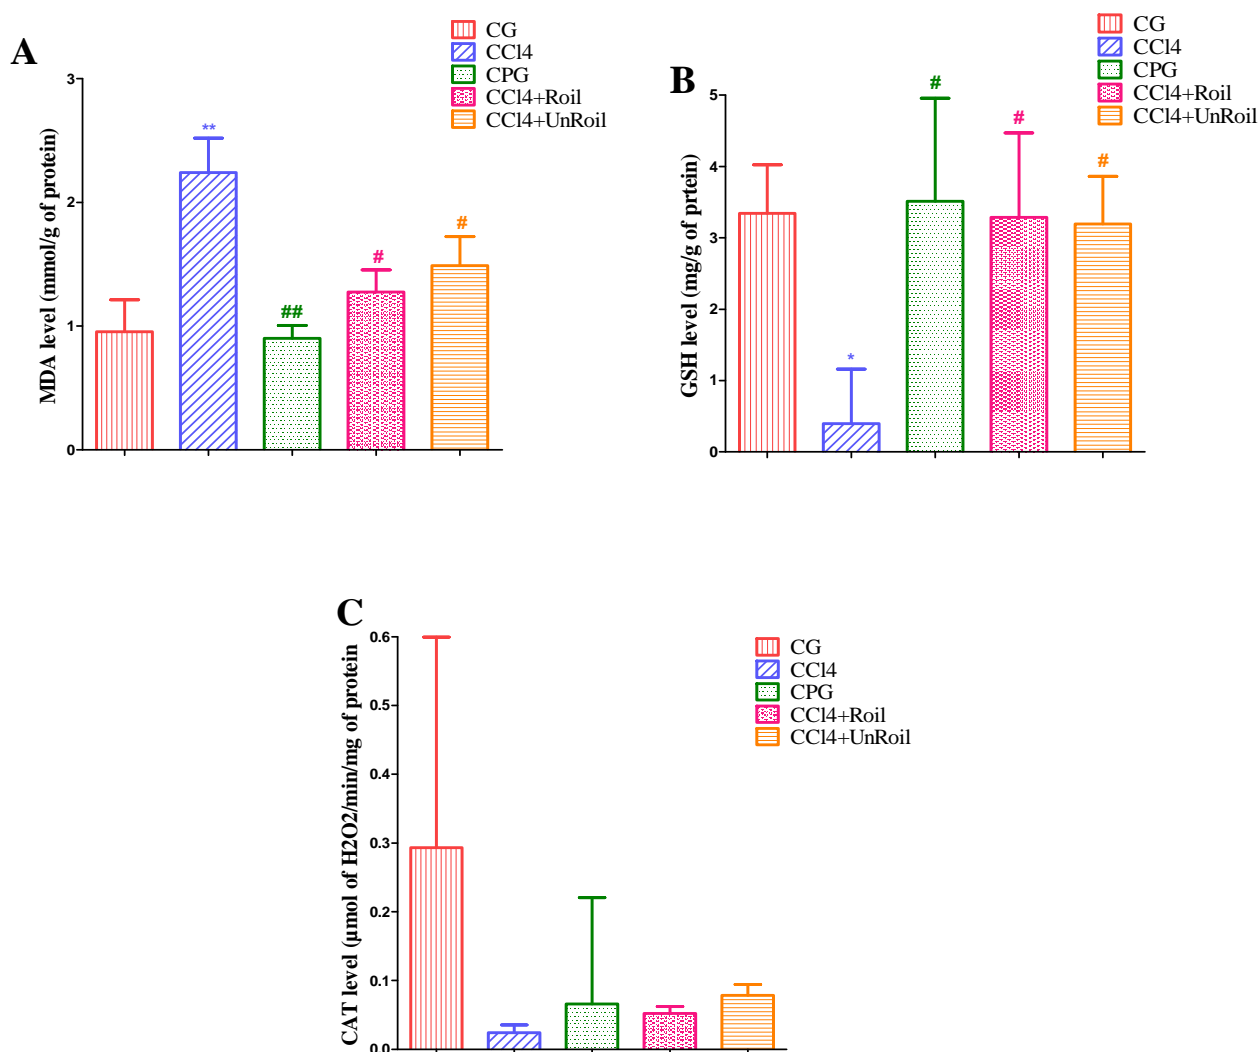 A
CG
CCl4
CPG
CCl4+Roil
CCl4+UnRoil
MDA level (nmol/g of protein)
3
2
1
0
**
##
#
#
B
CG
CCl4
CPG
CCl4+Roil
CCl4+UnRoil
GSH level (mg/g of prtein)
5
4
3
2
1
0
*
#
#
#
C
CG
CCl4
CPG
CCl4+Roil
CCl4+UnRoil
CAT level (µmol of H2O2/min/mg of protein
0.6
0.5
0.4
0.3
0.2
0.1
0.0